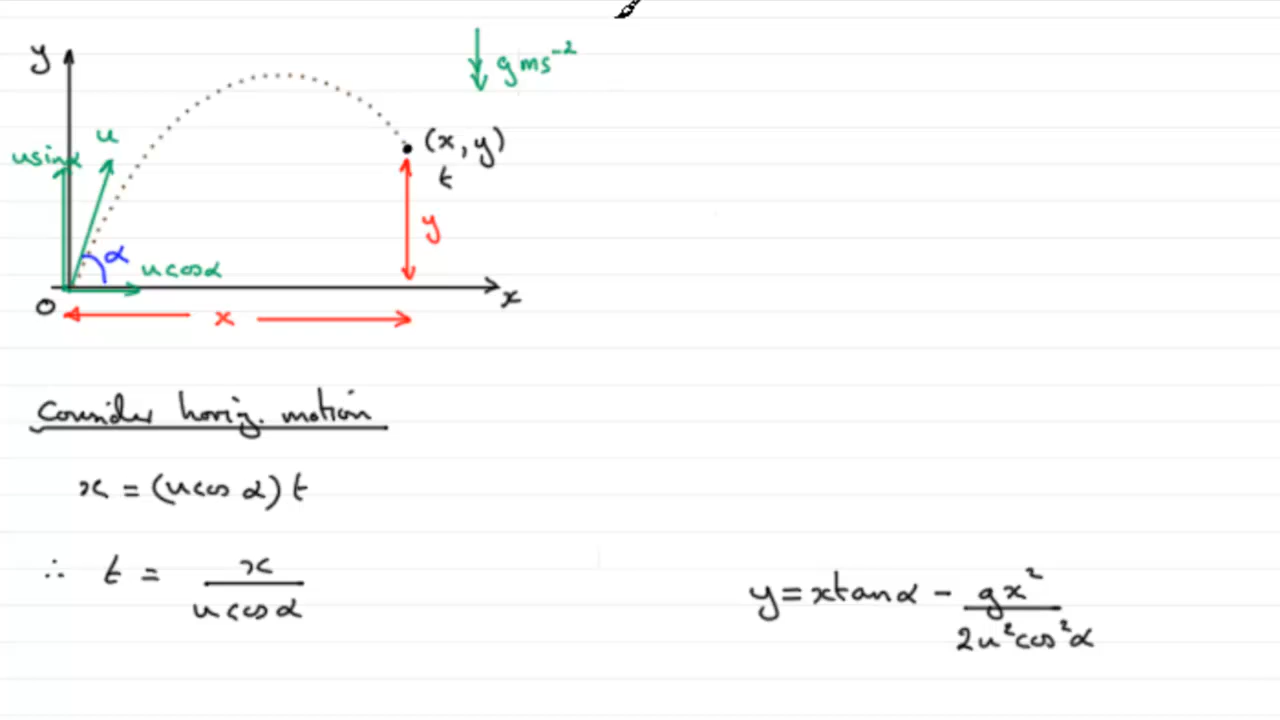 y
g ms⁻²
u
(x, y)
usinα
t
y
α
ucosα
O
x
x
Consider horiz. motion
x = (ucos α) t
∴ t = x / ucosα
y = xtanα - gx² / 2u²cos²α